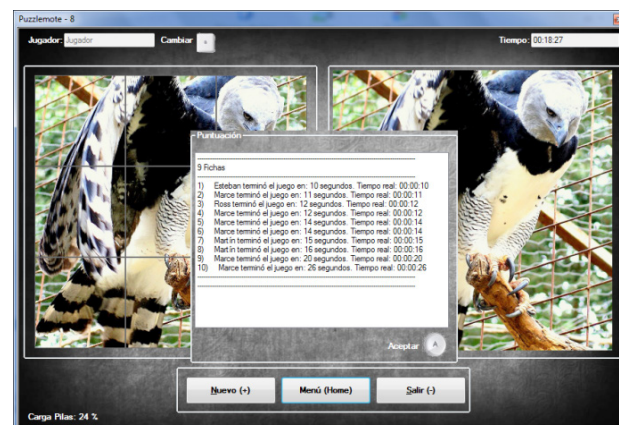 Puzzlemote - 8
Jugador: Jugador Cambiar Tiempo: 00:18:27
Puntuación
9 Fichas
1) Esteban terminó el juego en: 10 segundos. Tiempo real: 00:00:10
2) Marce terminó el juego en: 11 segundos. Tiempo real: 00:00:11
3) Ross terminó el juego en: 12 segundos. Tiempo real: 00:00:12
4) Marce terminó el juego en: 12 segundos. Tiempo real: 00:00:12
5) Marce terminó el juego en: 14 segundos. Tiempo real: 00:00:14
6) Marce terminó el juego en: 14 segundos. Tiempo real: 00:00:14
7) Martín terminó el juego en: 15 segundos. Tiempo real: 00:00:15
8) Martín terminó el juego en: 16 segundos. Tiempo real: 00:00:16
9) Marce terminó el juego en: 20 segundos. Tiempo real: 00:00:20
10) Marce terminó el juego en: 26 segundos. Tiempo real: 00:00:26
Aceptar A
Nuevo (+) Menú (Home) Salir (-)
Carga Pilas: 24 %